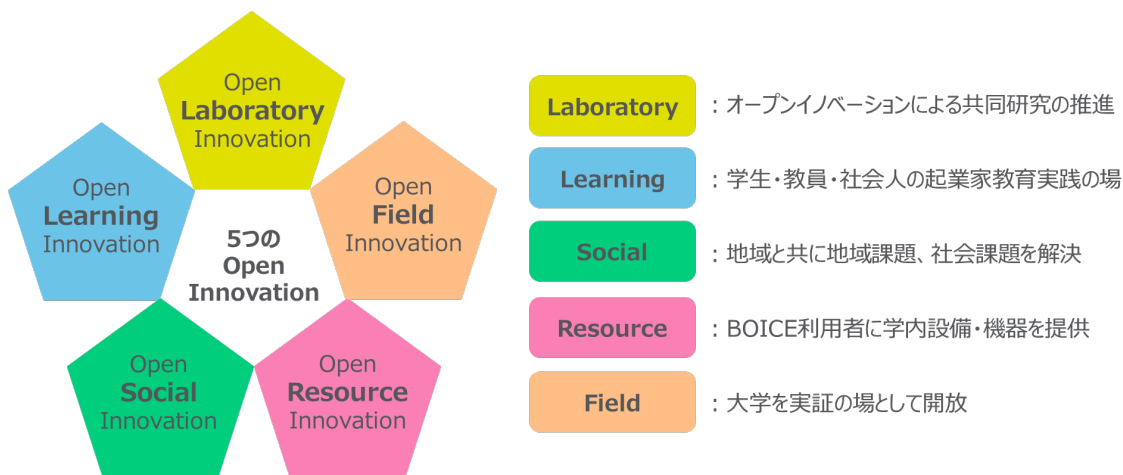 Open
Laboratory
Innovation
Open
Learning
Innovation
Open
Field
Innovation
5つの
Open
Innovation
Open
Social
Innovation
Open
Resource
Innovation
Laboratory ：オープンイノベーションによる共同研究の推進
Learning ：学生・教員・社会人の起業家教育実践の場
Social ：地域と共に地域課題、社会課題を解決
Resource ：BOICE利用者に学内設備・機器を提供
Field ：大学を実証の場として開放